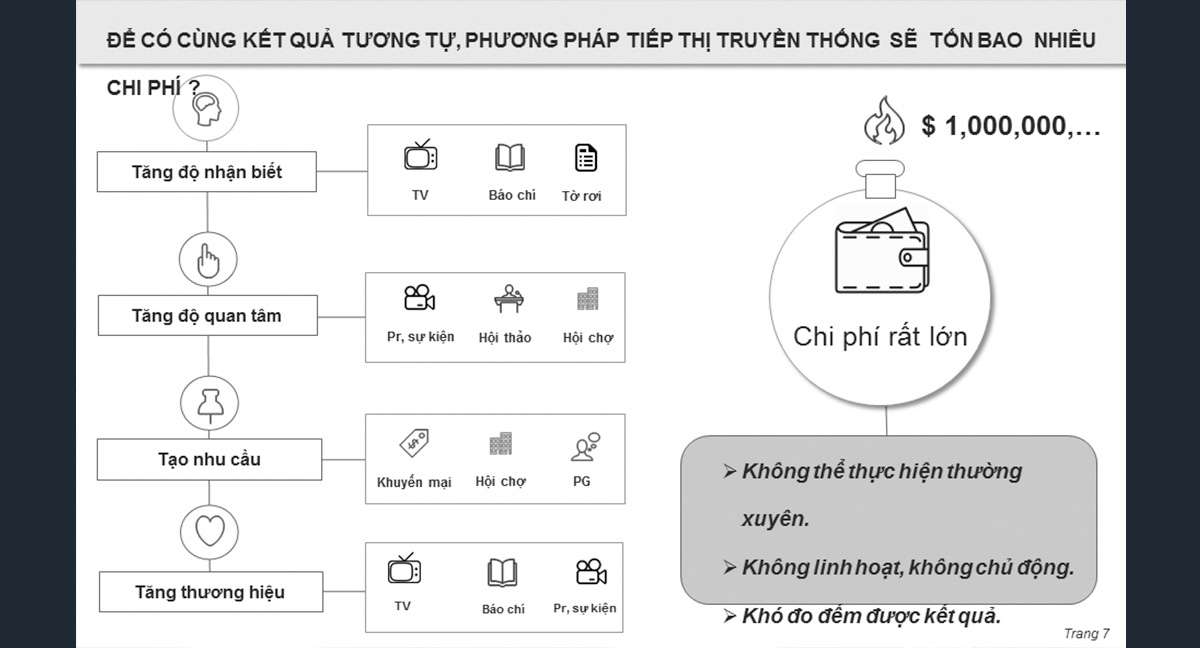 ĐỂ CÓ CÙNG KẾT QUẢ TƯƠNG TỰ, PHƯƠNG PHÁP TIẾP THỊ TRUYỀN THỐNG SẼ TỐN BAO NHIÊU
CHI PHÍ ?
Tăng độ nhận biết
TV
Báo chí
Tờ rơi
Tăng độ quan tâm
Pr, sự kiện
Hội thảo
Hội chợ
Tạo nhu cầu
Khuyến mại
Hội chợ
PG
Tăng thương hiệu
TV
Báo chí
Pr, sự kiện
$ 1,000,000,…
Chi phí rất lớn
➢ Không thể thực hiện thường
xuyên.
➢ Không linh hoạt, không chủ động.
➢ Khó đo đếm được kết quả.
Trang 7